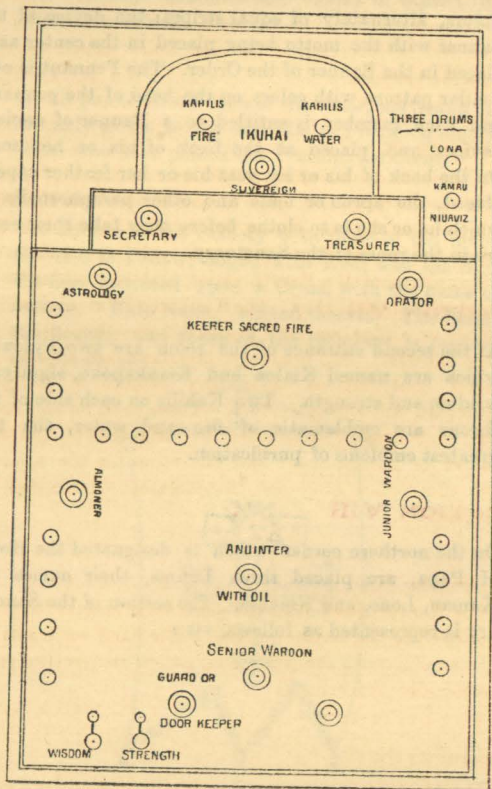 KAHILIS KAHILIS
FIRE IKUHAI WATER
THREE DRUMS
LONA
KAMAU
NIUAVIZ
SOVEREIGN
SECRETARY TREASURER
ASTROLOGY ORATOR
KEERER SACRED FIRE
ALMONER
JUNIOR WARDON
ANUINTER
WITH OIL
SENIOR WARDON
GUARD OR
DOOR KEEPER
WISDOM STRENGTH